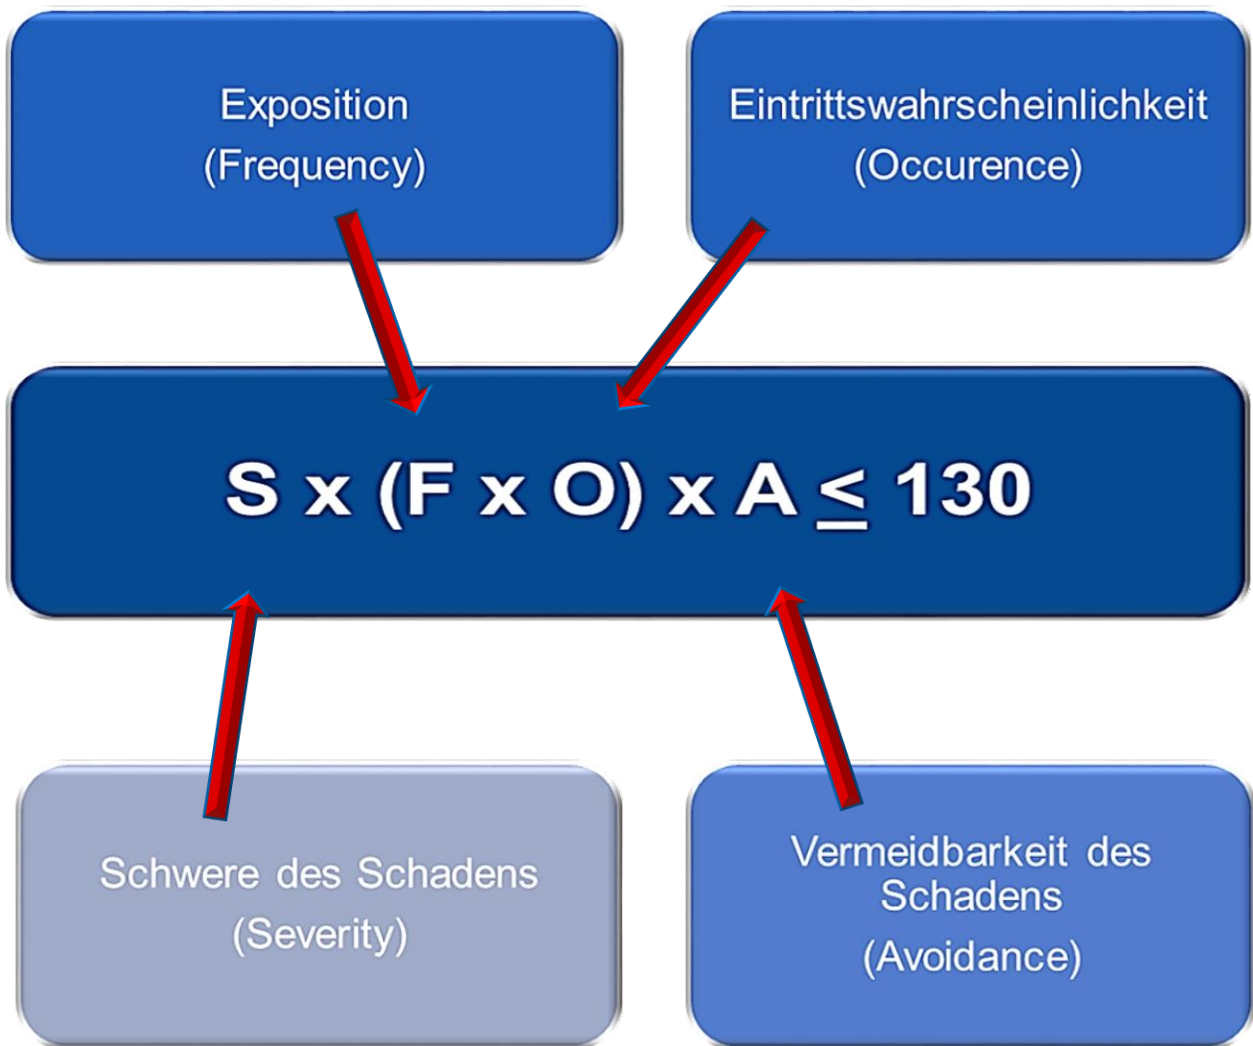 Exposition
(Frequency)
Eintrittswahrscheinlichkeit
(Occurence)
S x (F x O) x A ≤ 130
Schwere des Schadens
(Severity)
Vermeidbarkeit des
Schadens
(Avoidance)